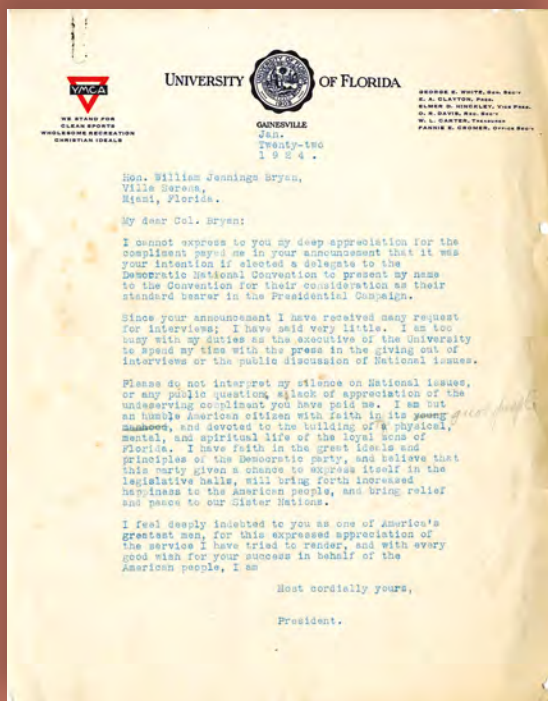 YMCA
WE STAND FOR
CLEAN SPORTS
WHOLESOME RECREATION
CHRISTIAN IDEALS
UNIVERSITY OF FLORIDA
GAINESVILLE
GEORGE E. WHITE, GEN. SEC'Y
E. A. CLAYTON, PRES.
ELMER D. HINCKLEY, VICE PRES.
D. R. DAVIS, REC. SEC'Y
W. L. CARTER, TREASURER
FANNIE E. CROMER, OFFICE SEC'Y
Jan.
Twenty-two
1 9 2 4 .
Hon. William Jennings Bryan,
Villa Serena,
Miami, Florida.
My dear Col. Bryan:
I cannot express to you my deep appreciation for the
compliment payed me in your announcement that it was
your intention if elected a delegate to the
Democratic National Convention to present my name
to the Convention for their consideration as their
standard bearer in the Presidential Campaign.
Since your announcement I have received many request
for interviews; I have said very little. I am too
busy with my duties as the executive of the University
to spend my time with the press in the giving out of
interviews or the public discussion of National issues.
Please do not interpret my silence on National issues,
or any public question, a lack of appreciation of the
undeserving compliment you have paid me. I am but
an humble American citizen with faith in its young
manhood, and devoted to the building of a physical,
mental, and spiritual life of the loyal sons of
Florida. I have faith in the great ideals and
principles of the Democratic party, and believe that
this party given a chance to express itself in the
legislative halls, will bring forth increased
happiness to the American people, and bring relief
and peace to our Sister Nations.
I feel deeply indebted to you as one of America's
greatest men, for this expressed appreciation of
the service I have tried to render, and with every
good wish for your success in behalf of the
American people, I am
Most cordially yours,
President.